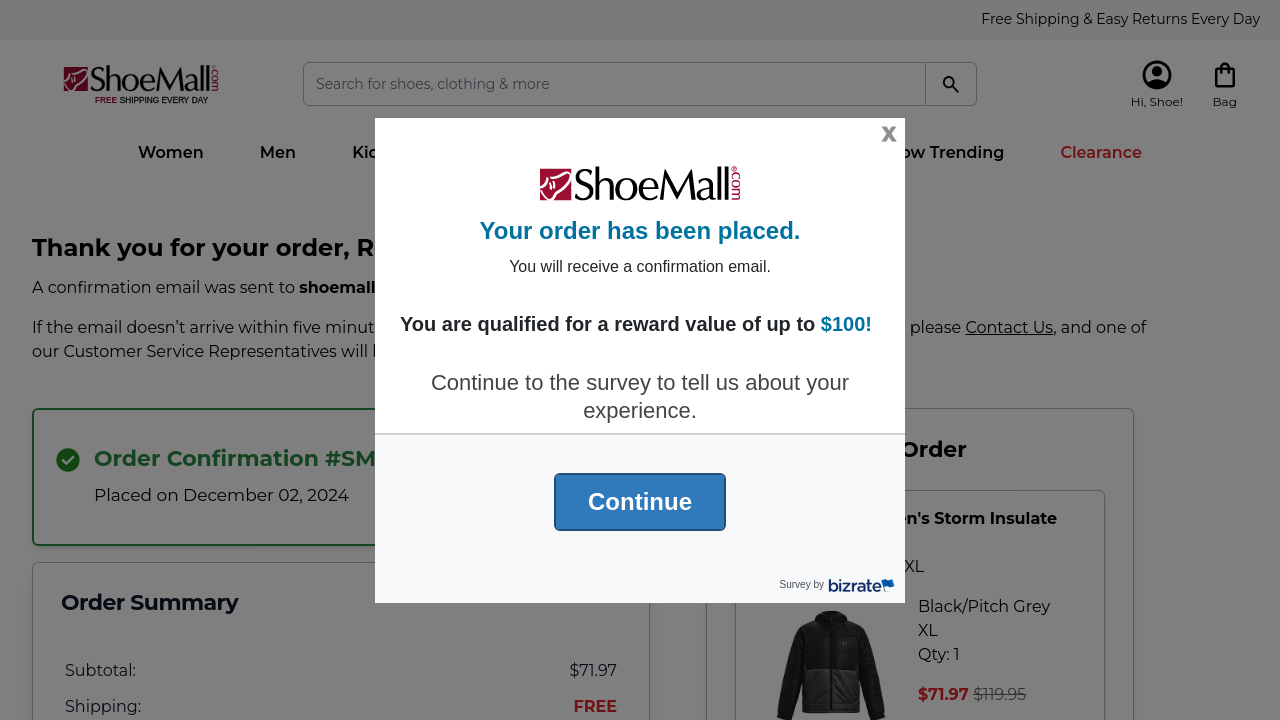 Free Shipping & Easy Returns Every Day
ShoeMall®.com
FREE SHIPPING EVERY DAY
Search for shoes, clothing & more
Hi, Shoe!
Bag
Women
Men
Trending
Clearance
X
ShoeMall®.com
Your order has been placed.
You will receive a confirmation email.
You are qualified for a reward value of up to $100!
Continue to the survey to tell us about your
experience.
Continue
Survey by bizrate
Thank you for your order,
A confirmation email was sent to
If the email doesn’t arrive within five
please Contact Us, and one of
our Customer Service Representatives will
Order Confirmation
Placed on December 02, 2024
Order Summary
Subtotal: $71.97
Shipping: FREE
Order
Storm Insulate
XL
Black/Pitch Grey
XL
Qty: 1
$71.97 $119.95